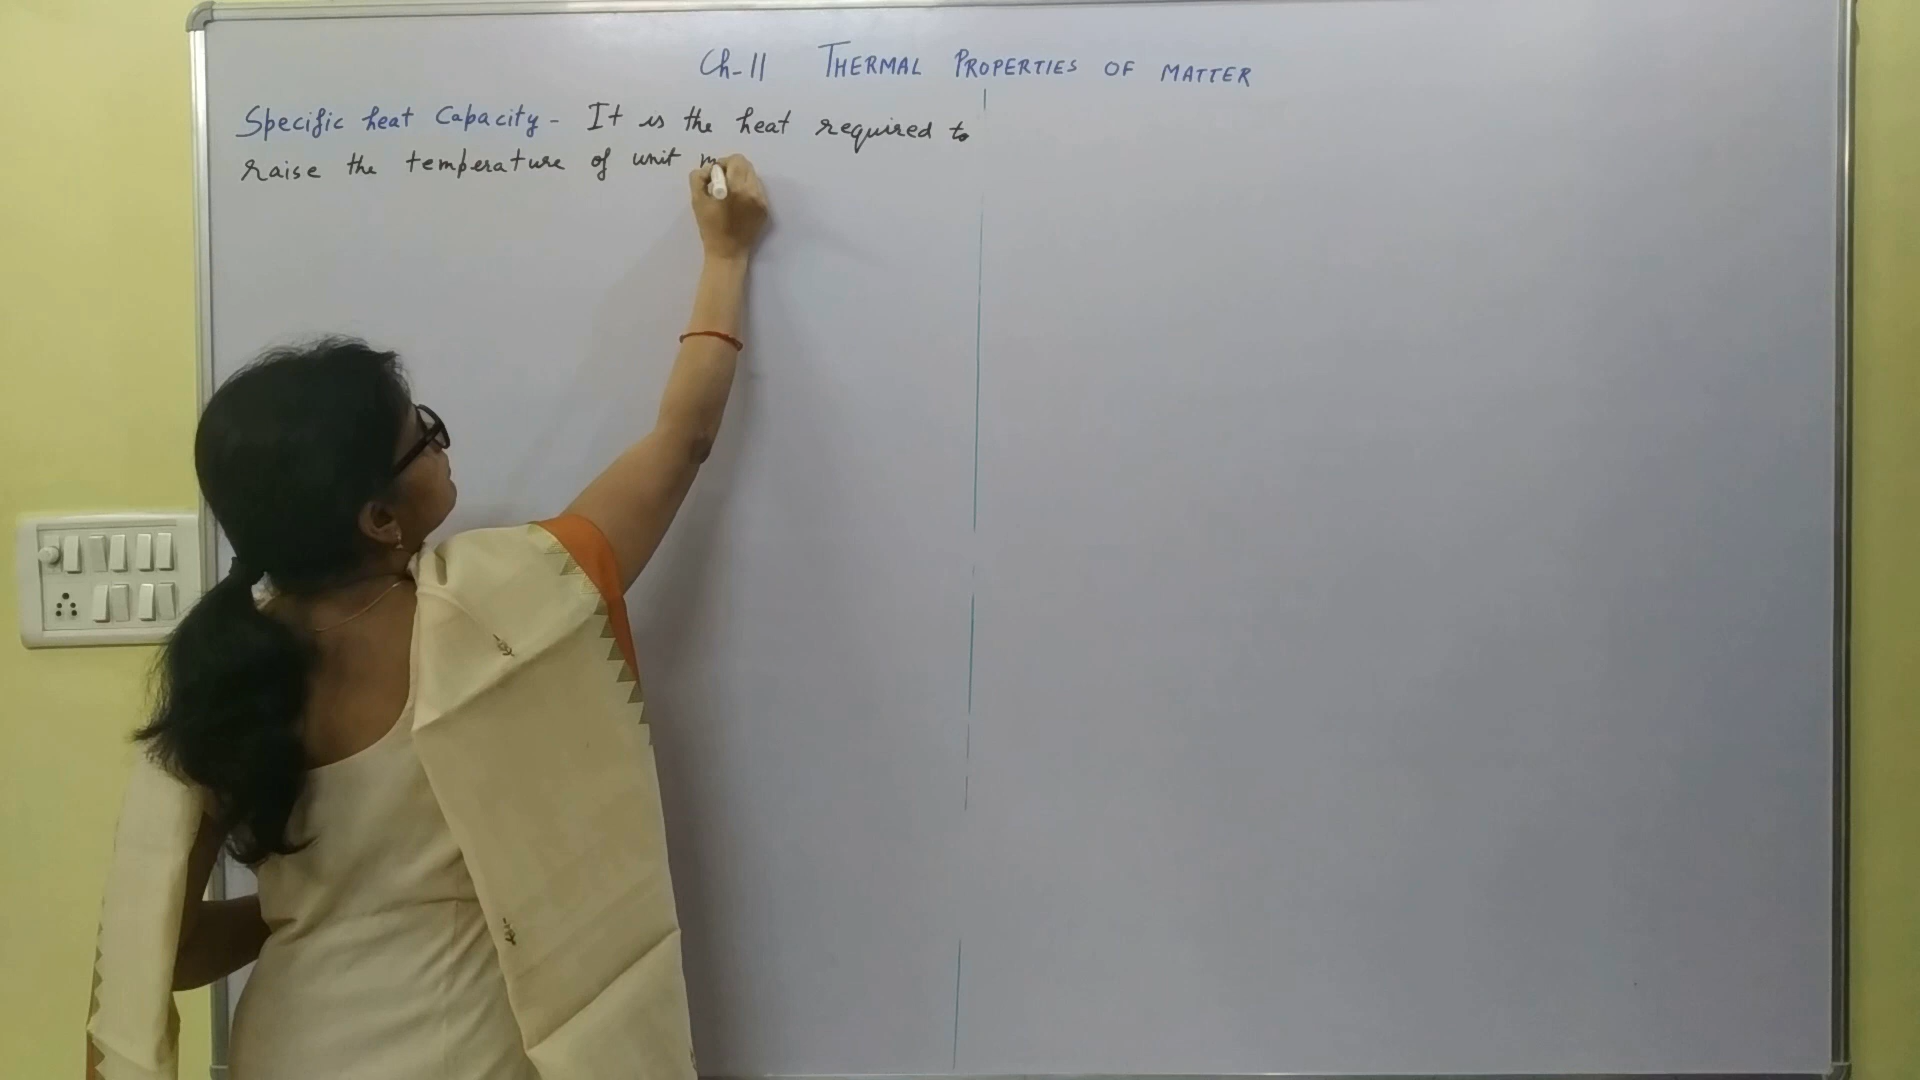 Ch-11 THERMAL PROPERTIES OF MATTER
Specific heat Capacity - It is the heat required to
raise the temperature of unit